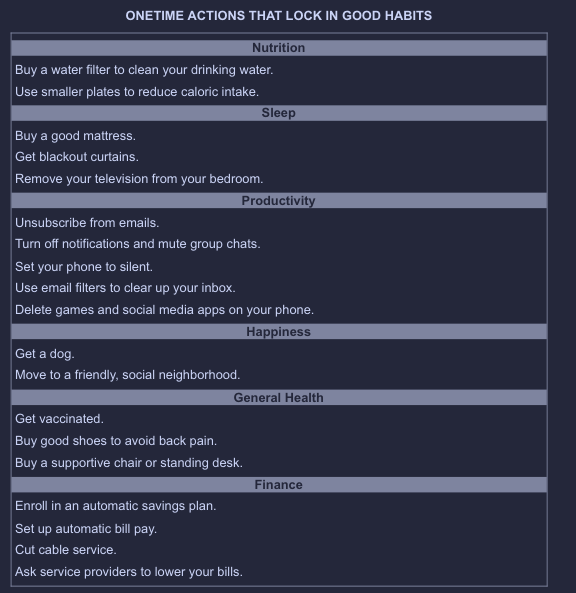 ONETIME ACTIONS THAT LOCK IN GOOD HABITS
Nutrition
Buy a water filter to clean your drinking water.
Use smaller plates to reduce caloric intake.
Sleep
Buy a good mattress.
Get blackout curtains.
Remove your television from your bedroom.
Productivity
Unsubscribe from emails.
Turn off notifications and mute group chats.
Set your phone to silent.
Use email filters to clear up your inbox.
Delete games and social media apps on your phone.
Happiness
Get a dog.
Move to a friendly, social neighborhood.
General Health
Get vaccinated.
Buy good shoes to avoid back pain.
Buy a supportive chair or standing desk.
Finance
Enroll in an automatic savings plan.
Set up automatic bill pay.
Cut cable service.
Ask service providers to lower your bills.